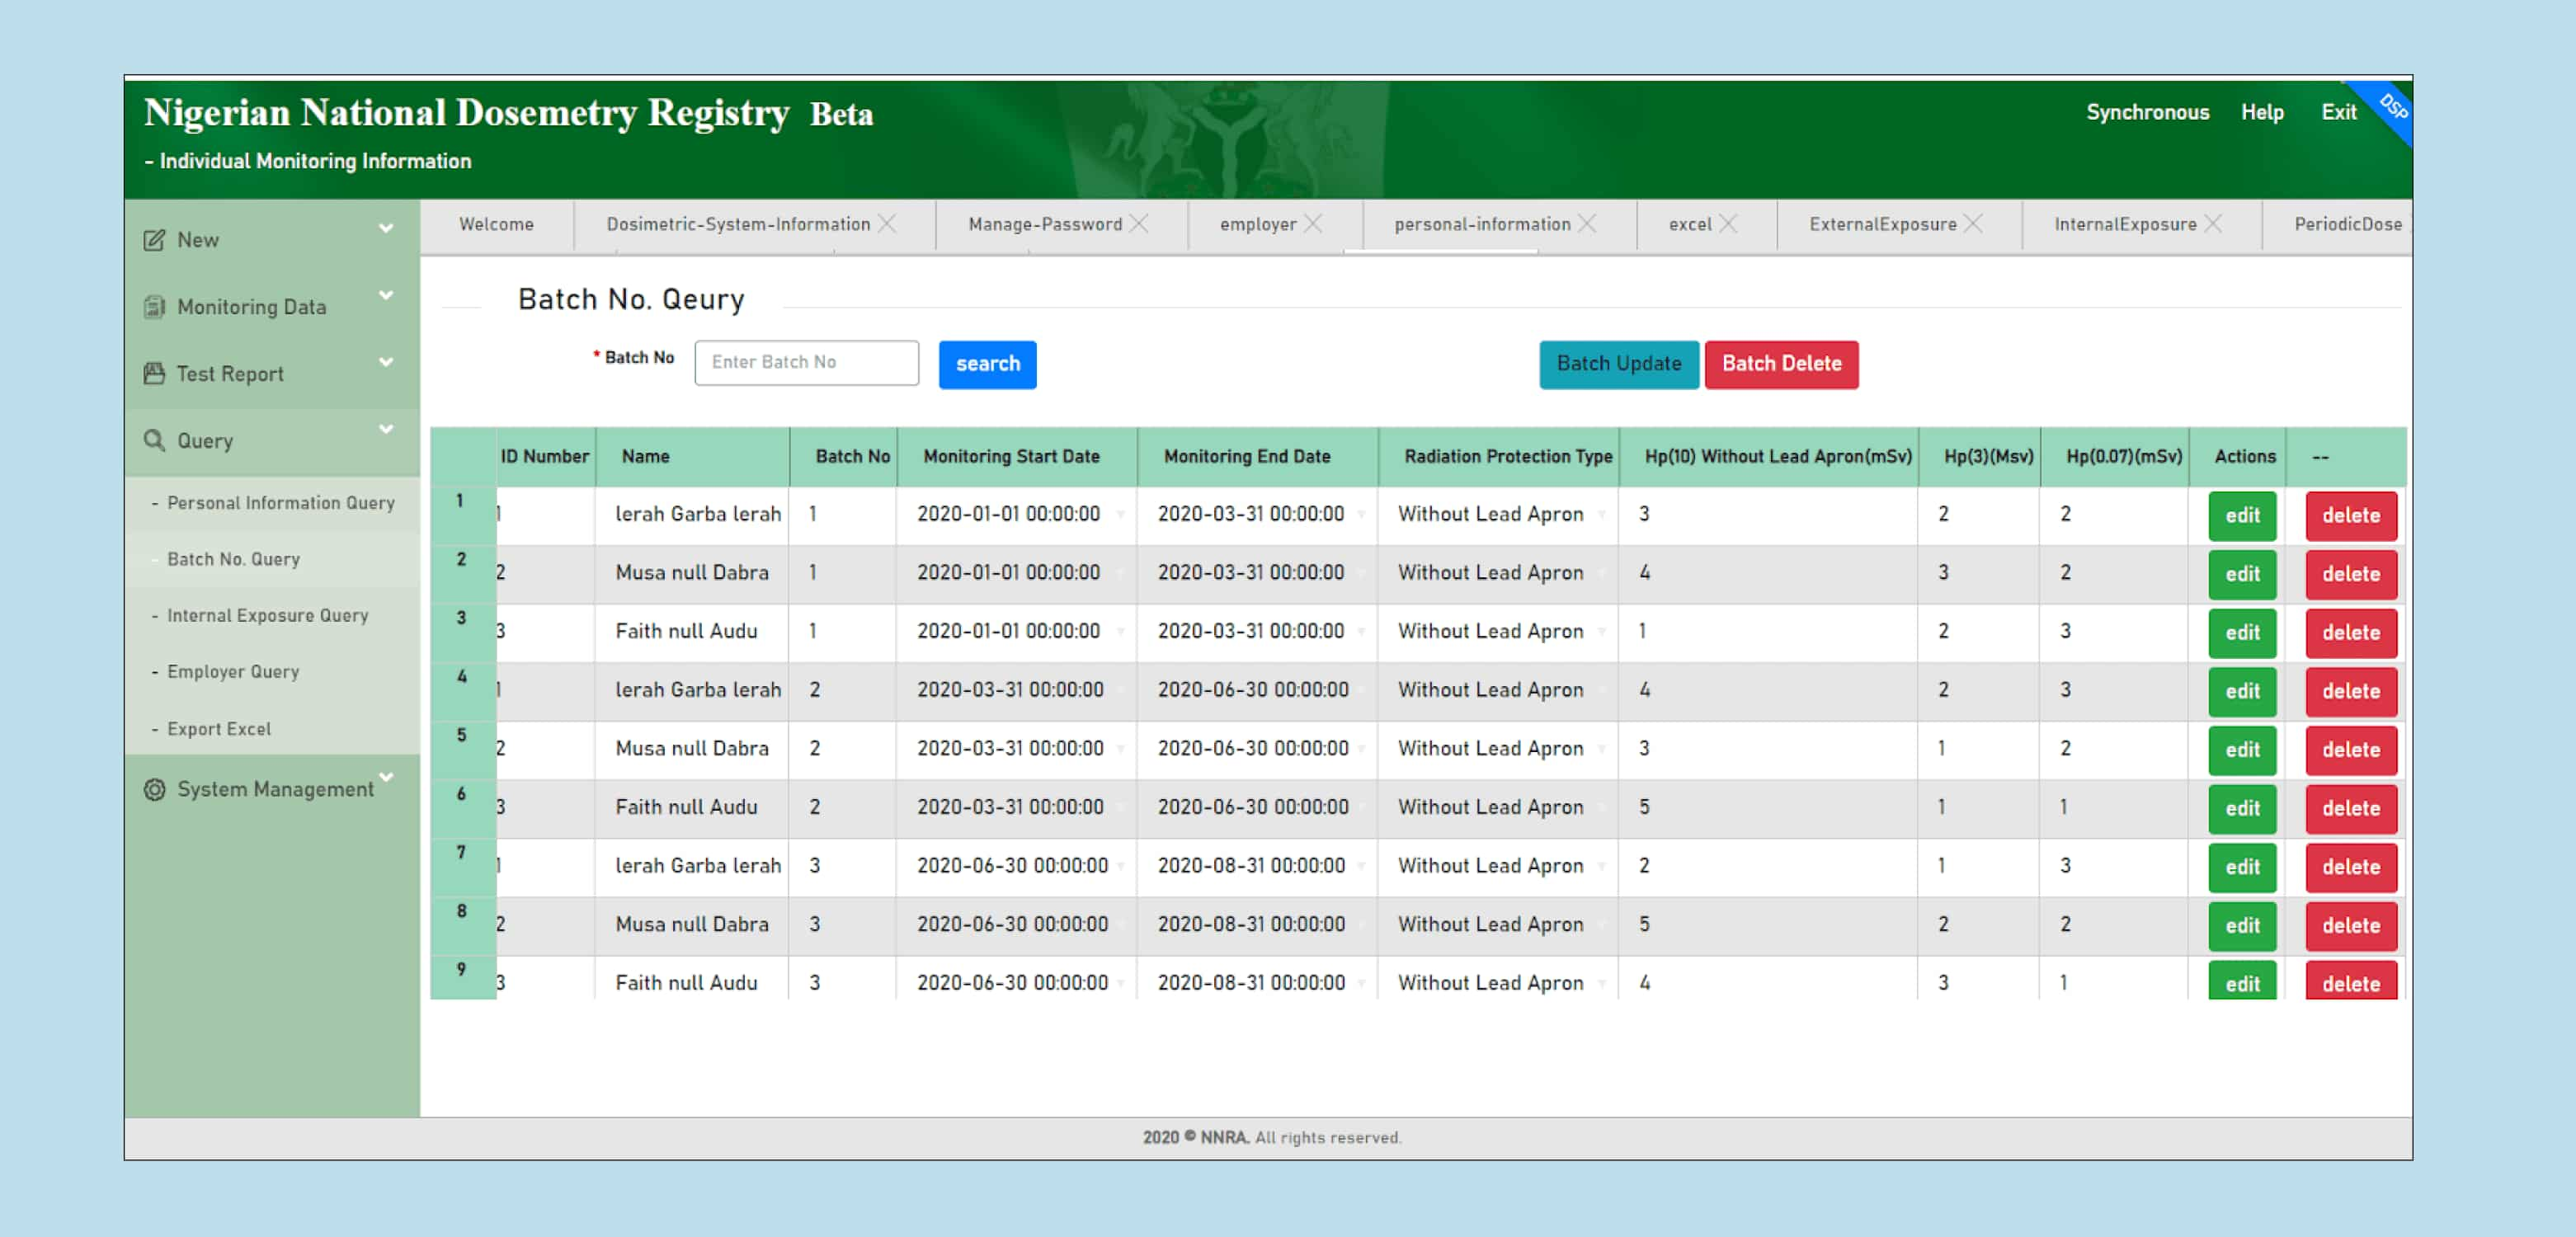 Nigerian National Dosemetry Registry Beta
Synchronous Help Exit DSP
- Individual Monitoring Information
New
Monitoring Data
Test Report
Query
- Personal Information Query
- Batch No. Query
- Internal Exposure Query
- Employer Query
- Export Excel
System Management
Welcome Dosimetric-System-Information Manage-Password employer personal-information excel ExternalExposure InternalExposure PeriodicDose
Batch No. Qeury
* Batch No Enter Batch No search Batch Update Batch Delete
ID Number Name Batch No Monitoring Start Date Monitoring End Date Radiation Protection Type Hp(10) Without Lead Apron(mSv) Hp(3)(Msv) Hp(0.07)(mSv) Actions --
1 1 lerah Garba lerah 1 2020-01-01 00:00:00 2020-03-31 00:00:00 Without Lead Apron 3 2 2 edit delete
2 2 Musa null Dabra 1 2020-01-01 00:00:00 2020-03-31 00:00:00 Without Lead Apron 4 3 2 edit delete
3 3 Faith null Audu 1 2020-01-01 00:00:00 2020-03-31 00:00:00 Without Lead Apron 1 2 3 edit delete
4 1 lerah Garba lerah 2 2020-03-31 00:00:00 2020-06-30 00:00:00 Without Lead Apron 4 2 3 edit delete
5 2 Musa null Dabra 2 2020-03-31 00:00:00 2020-06-30 00:00:00 Without Lead Apron 3 1 2 edit delete
6 3 Faith null Audu 2 2020-03-31 00:00:00 2020-06-30 00:00:00 Without Lead Apron 5 1 1 edit delete
7 1 lerah Garba lerah 3 2020-06-30 00:00:00 2020-08-31 00:00:00 Without Lead Apron 2 1 3 edit delete
8 2 Musa null Dabra 3 2020-06-30 00:00:00 2020-08-31 00:00:00 Without Lead Apron 5 2 2 edit delete
9 3 Faith null Audu 3 2020-06-30 00:00:00 2020-08-31 00:00:00 Without Lead Apron 4 3 1 edit delete
2020 © NNRA. All rights reserved.